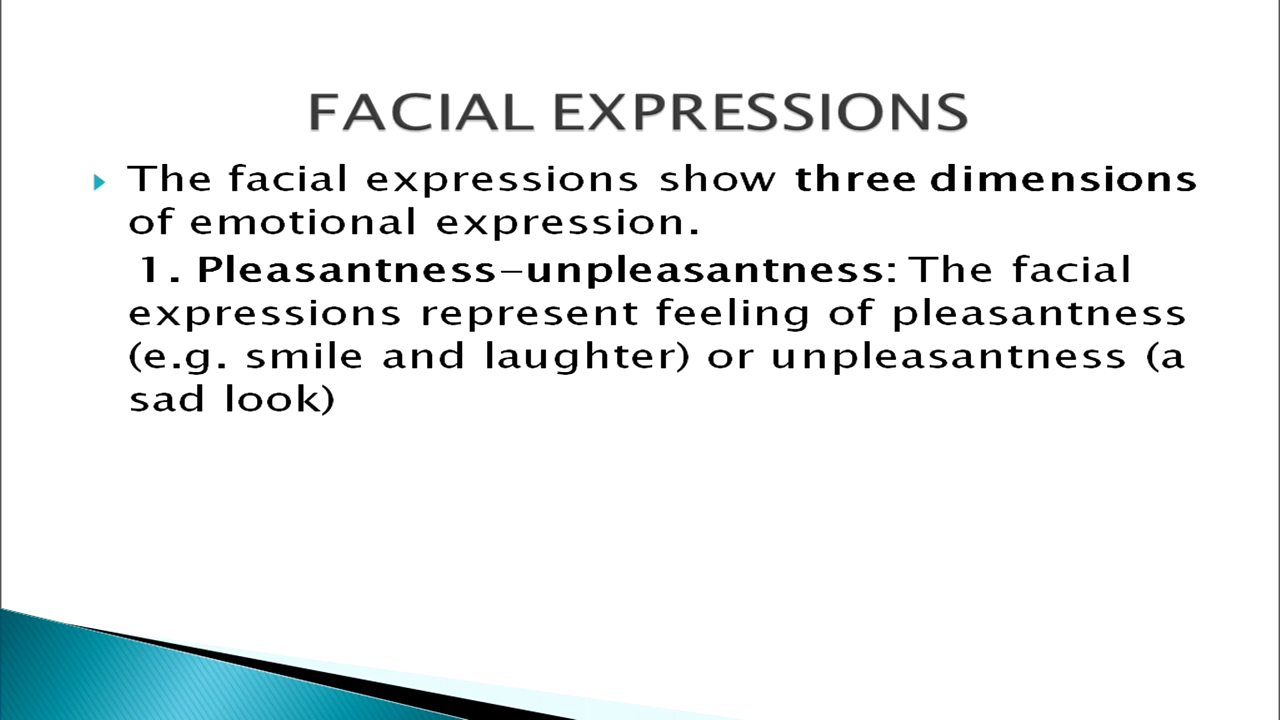 FACIAL EXPRESSIONS
The facial expressions show three dimensions
of emotional expression.
1. Pleasantness–unpleasantness: The facial
expressions represent feeling of pleasantness
(e.g. smile and laughter) or unpleasantness (a
sad look)